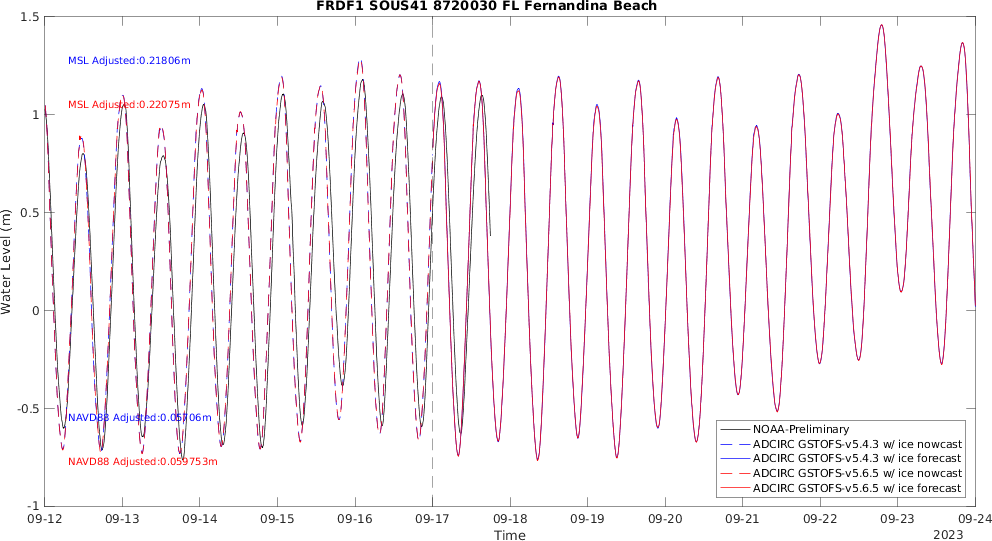 FRDF1 SOUS41 8720030 FL Fernandina Beach
1.5
1
0.5
0
-0.5
-1
Water Level (m)
MSL Adjusted:0.21806m
MSL Adjusted:0.22075m
NAVD88 Adjusted:0.05706m
NAVD88 Adjusted:0.059753m
NOAA-Preliminary
ADCIRC GSTOFS-v5.4.3 w/ ice nowcast
ADCIRC GSTOFS-v5.4.3 w/ ice forecast
ADCIRC GSTOFS-v5.6.5 w/ ice nowcast
ADCIRC GSTOFS-v5.6.5 w/ ice forecast
09-12 09-13 09-14 09-15 09-16 09-17 09-18 09-19 09-20 09-21 09-22 09-23 09-24
Time
2023